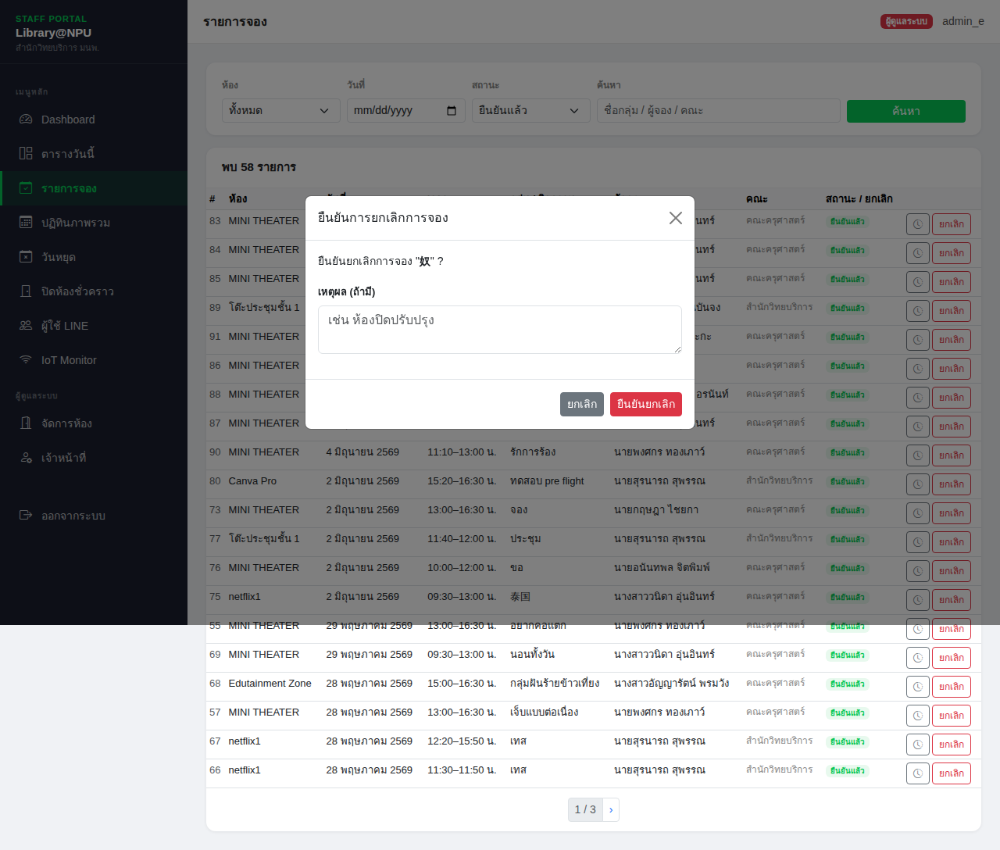 STAFF PORTAL
Library@NPU
สำนักวิทยบริการ มนพ.
เมนูหลัก
Dashboard
ตารางวันนี้
รายการจอง
ปฏิทินภาพรวม
วันหยุด
ปิดห้องชั่วคราว
ผู้ใช้ LINE
IoT Monitor
ผู้ดูแลระบบ
จัดการห้อง
เจ้าหน้าที่
ออกจากระบบ
รายการจอง
ผู้ดูแลระบบ admin_e
ห้อง วันที่ สถานะ ค้นหา
ทั้งหมด mm/dd/yyyy ยืนยันแล้ว ชื่อกลุ่ม / ผู้จอง / คณะ ค้นหา
พบ 58 รายการ
# ห้อง คณะ สถานะ / ยกเลิก
83 MINI THEATER คณะครุศาสตร์ ยืนยันแล้ว ยกเลิก
84 MINI THEATER คณะครุศาสตร์ ยืนยันแล้ว ยกเลิก
85 MINI THEATER คณะครุศาสตร์ ยืนยันแล้ว ยกเลิก
89 โต๊ะประชุมชั้น 1 สำนักวิทยบริการ ยืนยันแล้ว ยกเลิก
91 MINI THEATER คณะครุศาสตร์ ยืนยันแล้ว ยกเลิก
86 MINI THEATER คณะครุศาสตร์ ยืนยันแล้ว ยกเลิก
88 MINI THEATER คณะครุศาสตร์ ยืนยันแล้ว ยกเลิก
87 MINI THEATER คณะครุศาสตร์ ยืนยันแล้ว ยกเลิก
ยืนยันการยกเลิกการจอง
ยืนยันยกเลิกการจอง "奴" ?
เหตุผล (ถ้ามี)
เช่น ห้องปิดปรับปรุง
ยกเลิก ยืนยันยกเลิก
90 MINI THEATER 4 มิถุนายน 2569 11:10–13:00 น. รักการร้อง นายพงศกร ทองเภาว์ คณะครุศาสตร์ ยืนยันแล้ว ยกเลิก
80 Canva Pro 2 มิถุนายน 2569 15:20–16:30 น. ทดสอบ pre flight นายสุรนารถ สุพรรณ สำนักวิทยบริการ ยืนยันแล้ว ยกเลิก
73 MINI THEATER 2 มิถุนายน 2569 13:00–16:30 น. จอง นายกฤษฎา ไชยกา คณะครุศาสตร์ ยืนยันแล้ว ยกเลิก
77 โต๊ะประชุมชั้น 1 2 มิถุนายน 2569 11:40–12:00 น. ประชุม นายสุรนารถ สุพรรณ สำนักวิทยบริการ ยืนยันแล้ว ยกเลิก
76 MINI THEATER 2 มิถุนายน 2569 10:00–12:00 น. ขอ นายอนันทพล จิตพิมพ์ คณะครุศาสตร์ ยืนยันแล้ว ยกเลิก
75 netflix1 2 มิถุนายน 2569 09:30–13:00 น. 泰国 นางสาววนิดา อุ่นอินทร์ คณะครุศาสตร์ ยืนยันแล้ว ยกเลิก
55 MINI THEATER 29 พฤษภาคม 2569 13:00–16:30 น. อยากคอแตก นายพงศกร ทองเภาว์ คณะครุศาสตร์ ยืนยันแล้ว ยกเลิก
69 MINI THEATER 29 พฤษภาคม 2569 09:30–13:00 น. นอนทั้งวัน นางสาววนิดา อุ่นอินทร์ คณะครุศาสตร์ ยืนยันแล้ว ยกเลิก
68 Edutainment Zone 28 พฤษภาคม 2569 15:00–16:30 น. กลุ่มฝันร้ายข้าวเที่ยง นางสาวอัญญารัตน์ พรมวัง คณะครุศาสตร์ ยืนยันแล้ว ยกเลิก
57 MINI THEATER 28 พฤษภาคม 2569 13:00–16:30 น. เจ็บแบบต่อเนื่อง นายพงศกร ทองเภาว์ คณะครุศาสตร์ ยืนยันแล้ว ยกเลิก
67 netflix1 28 พฤษภาคม 2569 12:20–15:50 น. เทส นายสุรนารถ สุพรรณ สำนักวิทยบริการ ยืนยันแล้ว ยกเลิก
66 netflix1 28 พฤษภาคม 2569 11:30–11:50 น. เทส นายสุรนารถ สุพรรณ สำนักวิทยบริการ ยืนยันแล้ว ยกเลิก
1 / 3 ›